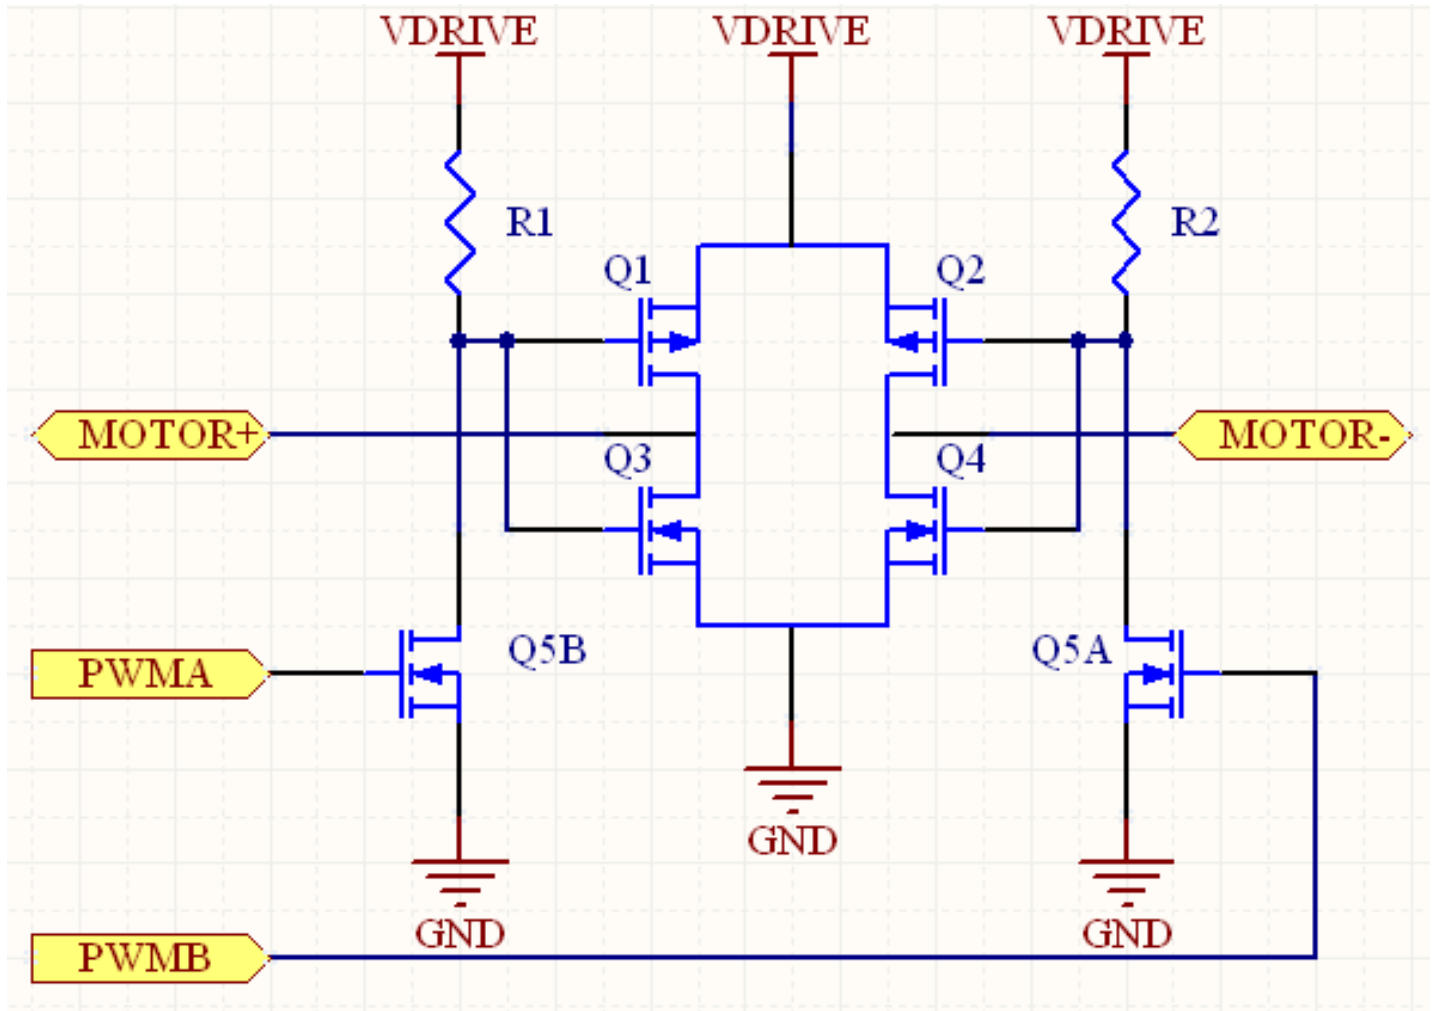 VDRIVE VDRIVE VDRIVE
R1 R2
Q1 Q2
MOTOR+ MOTOR-
Q3 Q4
PWMA Q5B Q5A
GND
GND GND
PWMB